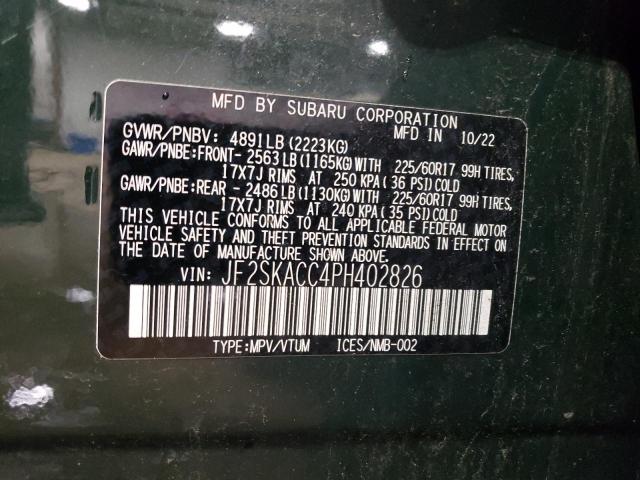 MFD BY SUBARU CORPORATION
MFD IN 10/22
GVWR/PNBV: 4891LB (2223KG)
GAWR/PNBE:FRONT- 2563LB (1165KG) WITH 225/60R17 99H TIRES,
17X7J RIMS AT 250 KPA ( 36 PSI) COLD
GAWR/PNBE:REAR - 2486LB (1130KG) WITH 225/60R17 99H TIRES,
17X7J RIMS AT 240 KPA ( 35 PSI) COLD
THIS VEHICLE CONFORMS TO ALL APPLICABLE FEDERAL MOTOR
VEHICLE SAFETY AND THEFT PREVENTION STANDARDS IN EFFECT ON
THE DATE OF MANUFACTURE SHOWN ABOVE.
VIN: JF2SKACC4PH402826
TYPE:MPV/VTUM ICES/NMB-002